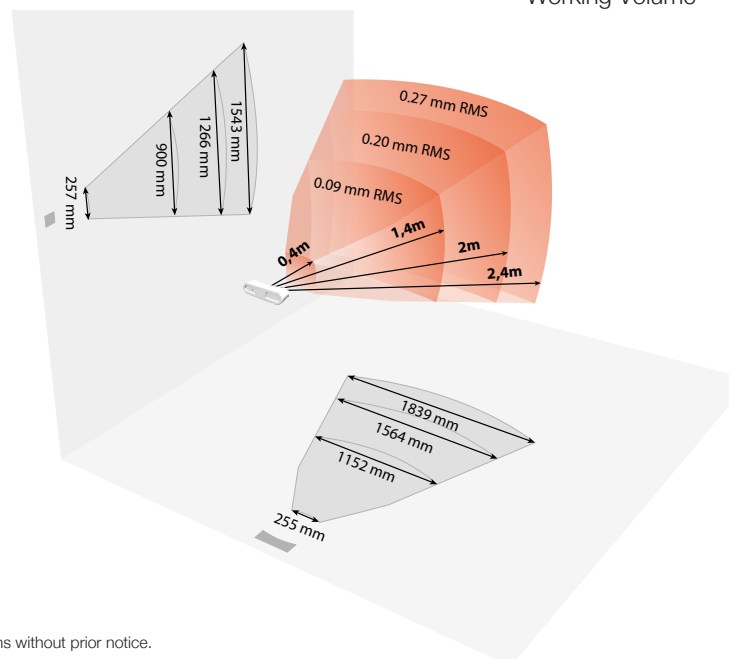 Working Volume
0.27 mm RMS
0.20 mm RMS
0.09 mm RMS
1543 mm
1266 mm
900 mm
257 mm
0,4m
1,4m
2m
2,4m
1839 mm
1564 mm
1152 mm
255 mm
without prior notice.